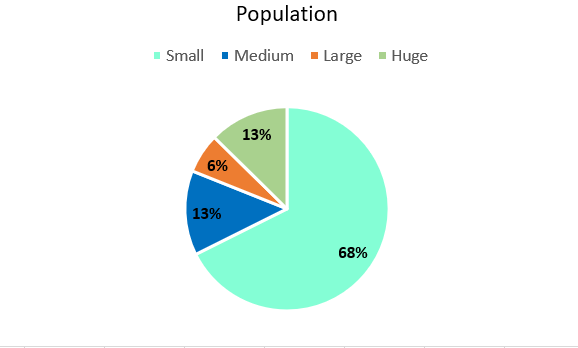 Population
Small Medium Large Huge
13%
6%
13%
68%